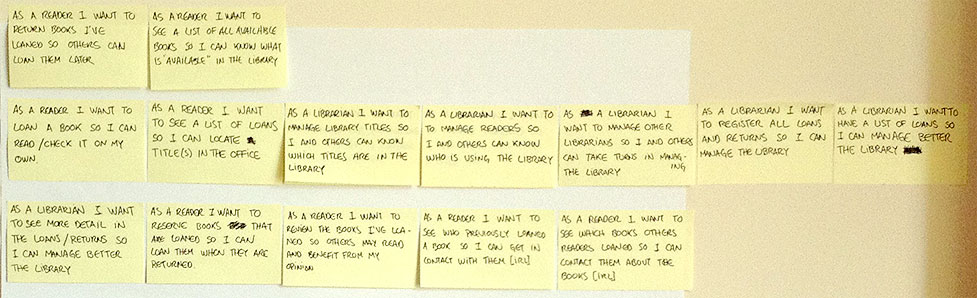 AS A READER I WANT TO
RETURN BOOKS I'VE
LOANED SO OTHERS CAN
LOAN THEM LATER
AS A READER I WANT TO
SEE A LIST OF ALL AVAILABLE
BOOKS SO I CAN KNOW WHAT
IS "AVAILABLE" IN THE LIBRARY
AS A READER I WANT TO
LOAN A BOOK SO I CAN
READ/CHECK IT ON MY
OWN
AS A READER I WANT
TO SEE A LIST OF LOANS
SO I CAN LOCATE
TITLE(S) IN THE OFFICE
AS A LIBRARIAN I WANT TO
MANAGE LIBRARY TITLES SO
I AND OTHERS CAN KNOW
WHICH TITLES ARE IN THE
LIBRARY
AS A LIBRARIAN I WANT TO
TO MANAGE READERS SO
I AND OTHERS CAN KNOW
WHO IS USING THE LIBRARY
AS A LIBRARIAN I
WANT TO MANAGE OTHER
LIBRARIANS SO I AND OTHERS
CAN TAKE TURNS IN MANAG-
ING
THE LIBRARY
AS A LIBRARIAN I WANT
TO REGISTER ALL LOANS
AND RETURNS SO I CAN
MANAGE THE LIBRARY
AS A LIBRARIAN I WANT TO
HAVE A LIST OF LOANS SO
I CAN MANAGE BETTER
THE LIBRARY
AS A LIBRARIAN I WANT
TO SEE MORE DETAIL IN
THE LOANS/RETURNS SO
I CAN MANAGE BETTER
THE LIBRARY
AS A READER I WANT TO
RESERVE BOOKS THAT
ARE LOANED SO I CAN
LOAN THEM WHEN THEY ARE
RETURNED.
AS A READER I WANT TO
REVIEW THE BOOKS I'VE LOA-
NED SO OTHERS MAY READ
AND BENEFIT FROM MY
OPINION
AS A READER I WANT TO
SEE WHO PREVIOUSLY LOANED
A BOOK SO I CAN GET IN
CONTACT WITH THEM [IRL]
AS A READER I WANT TO
SEE WHICH BOOKS OTHERS
READERS LOANED SO I CAN
CONTACT THEM ABOUT THE
BOOKS [IRL]